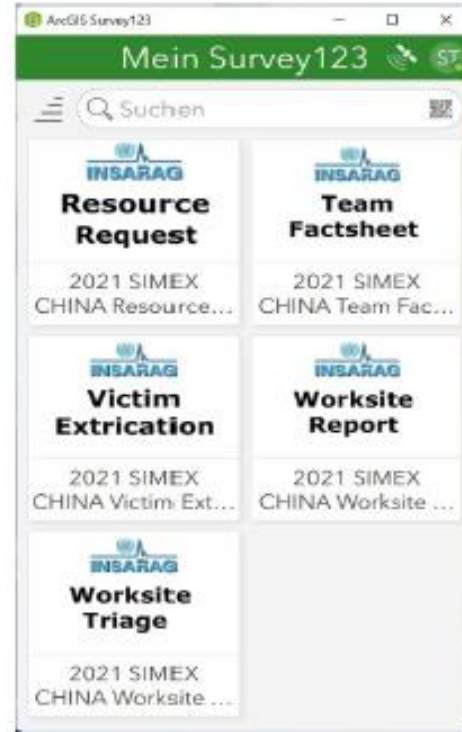 ArcGIS Survey123
Mein Survey123 ST
Suchen
INSARAG
Resource
Request
2021 SIMEX
CHINA Resource...
INSARAG
Team
Factsheet
2021 SIMEX
CHINA Team Fac...
INSARAG
Victim
Extrication
2021 SIMEX
CHINA Victim Ext...
INSARAG
Worksite
Report
2021 SIMEX
CHINA Worksite ...
INSARAG
Worksite
Triage
2021 SIMEX
CHINA Worksite ...